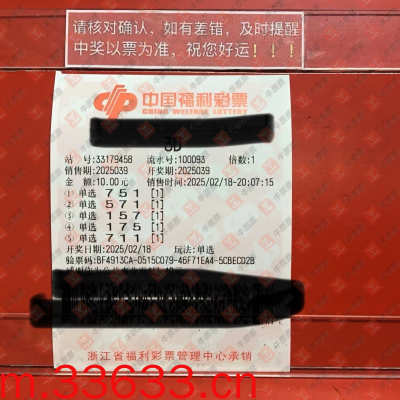 请核对确认，如有差错，及时提醒
中奖以票为准，祝您好运！！！
中国福利彩票
CHINA WELFARE LOTTERY
3D
站 号:33179458 流水号:100093 倍数:1
销售期:2025039 开奖期:2025039
金 额:10.00元 销售时间:2025/02/18-20:07:15
① 单选 7 5 1 [1]
② 单选 5 7 1 [1]
③ 单选 1 5 7 [1]
④ 单选 1 7 5 [1]
⑤ 单选 7 1 1 [1]
开奖日期:2025/02/18 玩法:单选
验票码:BF4913CA-0515C079-46F71EA4-5CBECD2B
浙江省福利彩票管理中心承销
m.33633.cn